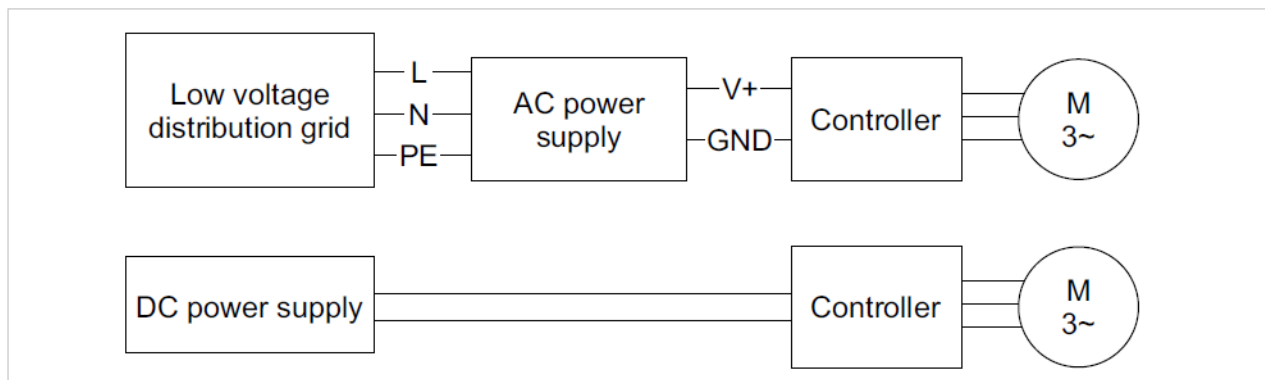 Low voltage
distribution grid
L
N
PE
AC power
supply
V+
GND
Controller
M
3~
DC power supply
Controller
M
3~